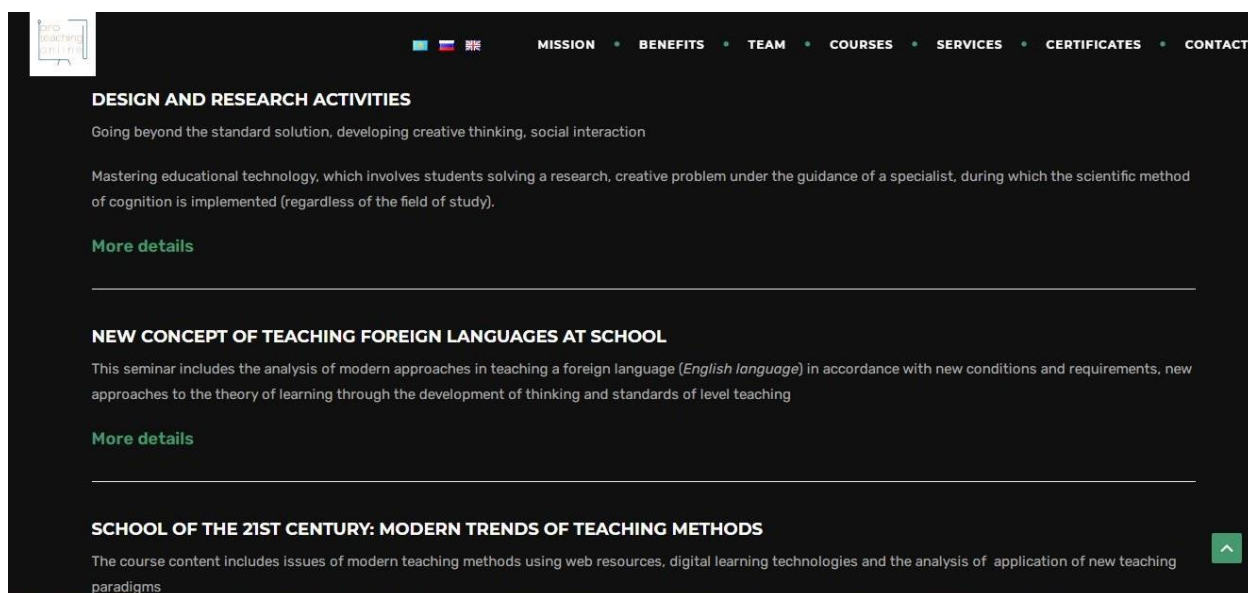 pro
teaching
online
MISSION • BENEFITS • TEAM • COURSES • SERVICES • CERTIFICATES • CONTACT
DESIGN AND RESEARCH ACTIVITIES
Going beyond the standard solution, developing creative thinking, social interaction
Mastering educational technology, which involves students solving a research, creative problem under the guidance of a specialist, during which the scientific method
of cognition is implemented (regardless of the field of study).
More details
NEW CONCEPT OF TEACHING FOREIGN LANGUAGES AT SCHOOL
This seminar includes the analysis of modern approaches in teaching a foreign language (English language) in accordance with new conditions and requirements, new
approaches to the theory of learning through the development of thinking and standards of level teaching
More details
SCHOOL OF THE 21ST CENTURY: MODERN TRENDS OF TEACHING METHODS
The course content includes issues of modern teaching methods using web resources, digital learning technologies and the analysis of application of new teaching
paradigms